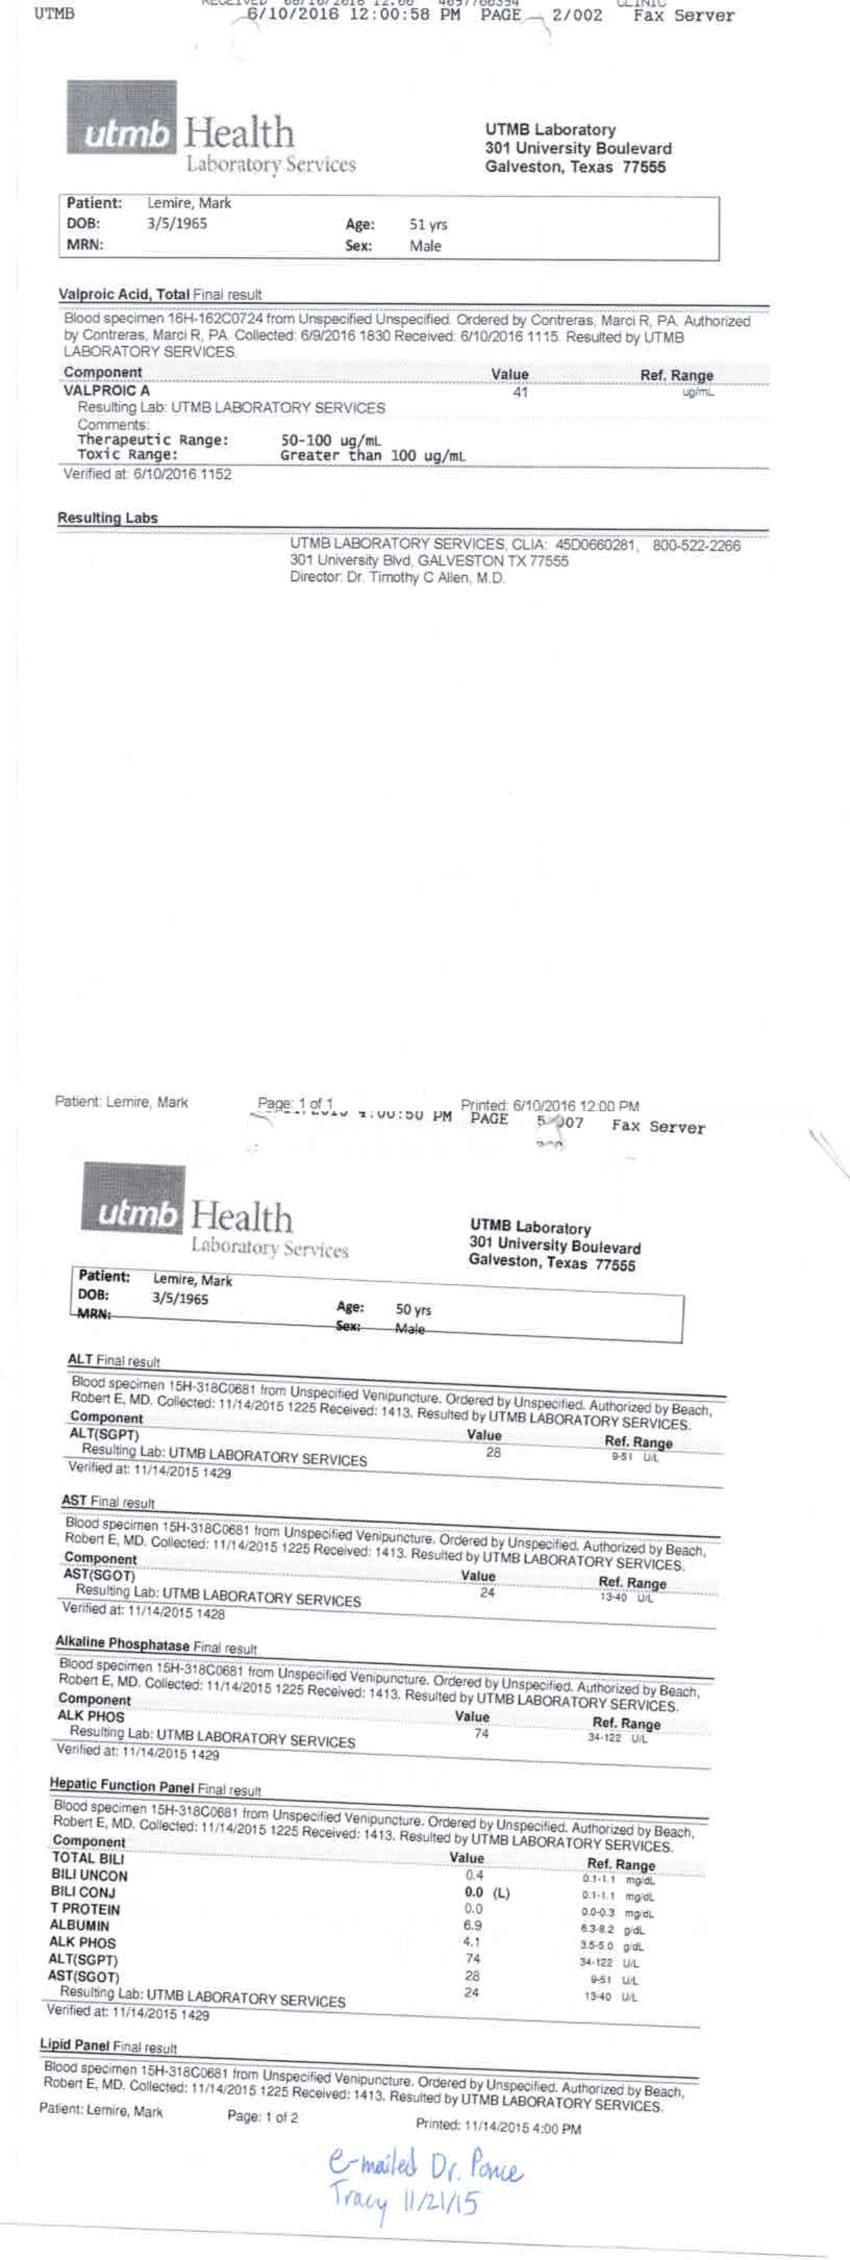 UTMB 6/10/2016 12:00:58 PM PAGE 2/002 Fax Server
utmb Health
Laboratory Services
UTMB Laboratory
301 University Boulevard
Galveston, Texas 77555
Patient: Lemire, Mark
DOB: 3/5/1965 Age: 51 yrs
MRN: Sex: Male
Valproic Acid, Total Final result
Blood specimen 16H-162C0724 from Unspecified Unspecified. Ordered by Contreras, Marci R, PA. Authorized
by Contreras, Marci R, PA. Collected: 6/9/2016 1830 Received: 6/10/2016 1115. Resulted by UTMB
LABORATORY SERVICES.
Component Value Ref. Range
VALPROIC A 41 ug/mL
Resulting Lab: UTMB LABORATORY SERVICES
Comments:
Therapeutic Range: 50-100 ug/mL
Toxic Range: Greater than 100 ug/mL
Verified at: 6/10/2016 1152
Resulting Labs
UTMB LABORATORY SERVICES, CLIA: 45D0660281, 800-522-2266
301 University Blvd, GALVESTON TX 77555
Director: Dr. Timothy C Allen, M.D.
Patient: Lemire, Mark Page: 1 of 1 Printed: 6/10/2016 12:00 PM
4:00:50 PM PAGE 5 007 Fax Server
utmb Health
Laboratory Services
UTMB Laboratory
301 University Boulevard
Galveston, Texas 77555
Patient: Lemire, Mark
DOB: 3/5/1965 Age: 50 yrs
MRN: Sex: Male
ALT Final result
Blood specimen 15H-318C0681 from Unspecified Venipuncture. Ordered by Unspecified. Authorized by Beach,
Robert E, MD. Collected: 11/14/2015 1225 Received: 1413. Resulted by UTMB LABORATORY SERVICES.
Component Value Ref. Range
ALT(SGPT) 28 9-51 U/L
Resulting Lab: UTMB LABORATORY SERVICES
Verified at: 11/14/2015 1429
AST Final result
Blood specimen 15H-318C0681 from Unspecified Venipuncture. Ordered by Unspecified. Authorized by Beach,
Robert E, MD. Collected: 11/14/2015 1225 Received: 1413. Resulted by UTMB LABORATORY SERVICES.
Component Value Ref. Range
AST(SGOT) 24 13-40 U/L
Resulting Lab: UTMB LABORATORY SERVICES
Verified at: 11/14/2015 1428
Alkaline Phosphatase Final result
Blood specimen 15H-318C0681 from Unspecified Venipuncture. Ordered by Unspecified. Authorized by Beach,
Robert E, MD. Collected: 11/14/2015 1225 Received: 1413. Resulted by UTMB LABORATORY SERVICES.
Component Value Ref. Range
ALK PHOS 74 34-122 U/L
Resulting Lab: UTMB LABORATORY SERVICES
Verified at: 11/14/2015 1429
Hepatic Function Panel Final result
Blood specimen 15H-318C0681 from Unspecified Venipuncture. Ordered by Unspecified. Authorized by Beach,
Robert E, MD. Collected: 11/14/2015 1225 Received: 1413. Resulted by UTMB LABORATORY SERVICES.
Component Value Ref. Range
TOTAL BILI 0.4 0.1-1.1 mg/dL
BILI UNCON 0.0 (L) 0.1-1.1 mg/dL
BILI CONJ 0.0 0.0-0.3 mg/dL
T PROTEIN 6.9 6.3-8.2 g/dL
ALBUMIN 4.1 3.5-5.0 g/dL
ALK PHOS 74 34-122 U/L
ALT(SGPT) 28 9-51 U/L
AST(SGOT) 24 13-40 U/L
Resulting Lab: UTMB LABORATORY SERVICES
Verified at: 11/14/2015 1429
Lipid Panel Final result
Blood specimen 15H-318C0681 from Unspecified Venipuncture. Ordered by Unspecified. Authorized by Beach,
Robert E, MD. Collected: 11/14/2015 1225 Received: 1413. Resulted by UTMB LABORATORY SERVICES.
Patient: Lemire, Mark Page: 1 of 2 Printed: 11/14/2015 4:00 PM
e-mailed Dr. Ponce
Tracy 11/21/15